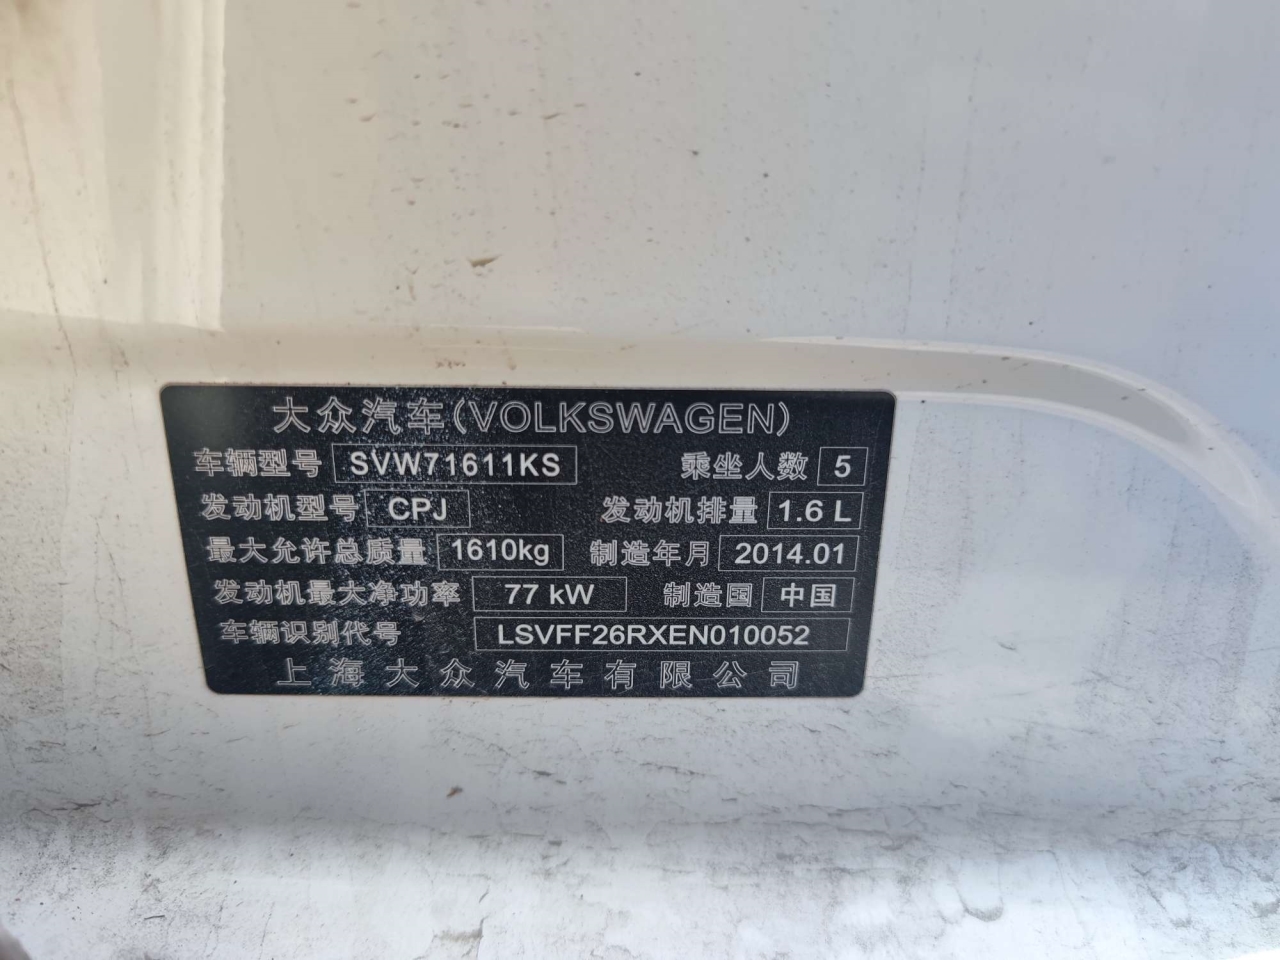 大众汽车(VOLKSWAGEN)
车辆型号 SVW71611KS 乘坐人数 5
发动机型号 CPJ 发动机排量 1.6 L
最大允许总质量 1610kg 制造年月 2014.01
发动机最大净功率 77 kW 制造国 中国
车辆识别代号 LSVFF26RXEN010052
上海大众汽车有限公司